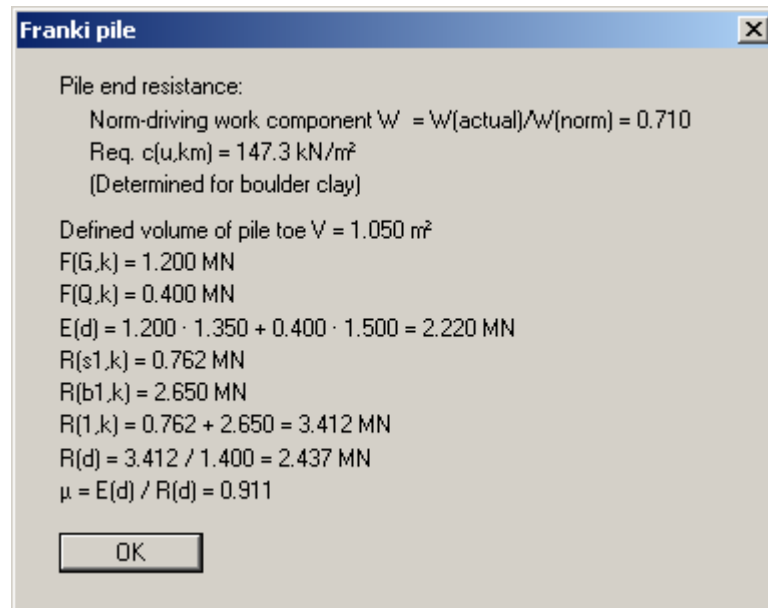 Franki pile
Pile end resistance:
Norm-driving work component W = W(actual)/W(norm) = 0.710
Req. c(u,km) = 147.3 kN/m²
(Determined for boulder clay)
Defined volume of pile toe V = 1.050 m²
F(G,k) = 1.200 MN
F(Q,k) = 0.400 MN
E(d) = 1.200 · 1.350 + 0.400 · 1.500 = 2.220 MN
R(s1,k) = 0.762 MN
R(b1,k) = 2.650 MN
R(1,k) = 0.762 + 2.650 = 3.412 MN
R(d) = 3.412 / 1.400 = 2.437 MN
µ = E(d) / R(d) = 0.911
OK